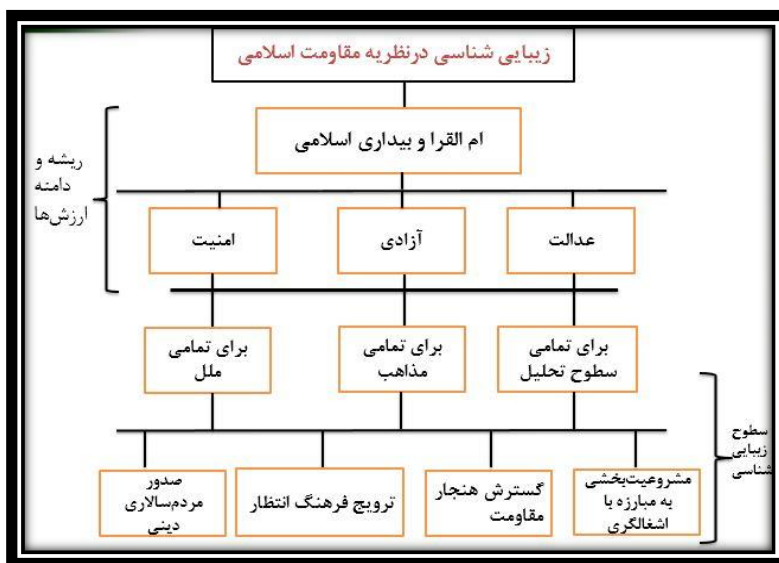 زیبایی شناسی درنظریه مقاومت اسلامی
ام القرا و بیداری اسلامی
ریشه و
دامنه
ارزش‌ها
عدالت
آزادی
امنیت
برای تمامی
سطوح تحلیل
برای تمامی
مذاهب
برای تمامی
ملل
سطوح
زیبایی
شناسی
مشروعیت‌بخشی
به مبارزه با
اشغالگری
گسترش هنجار
مقاومت
ترویج فرهنگ انتظار
صدور
مردم‌سالاری
دینی